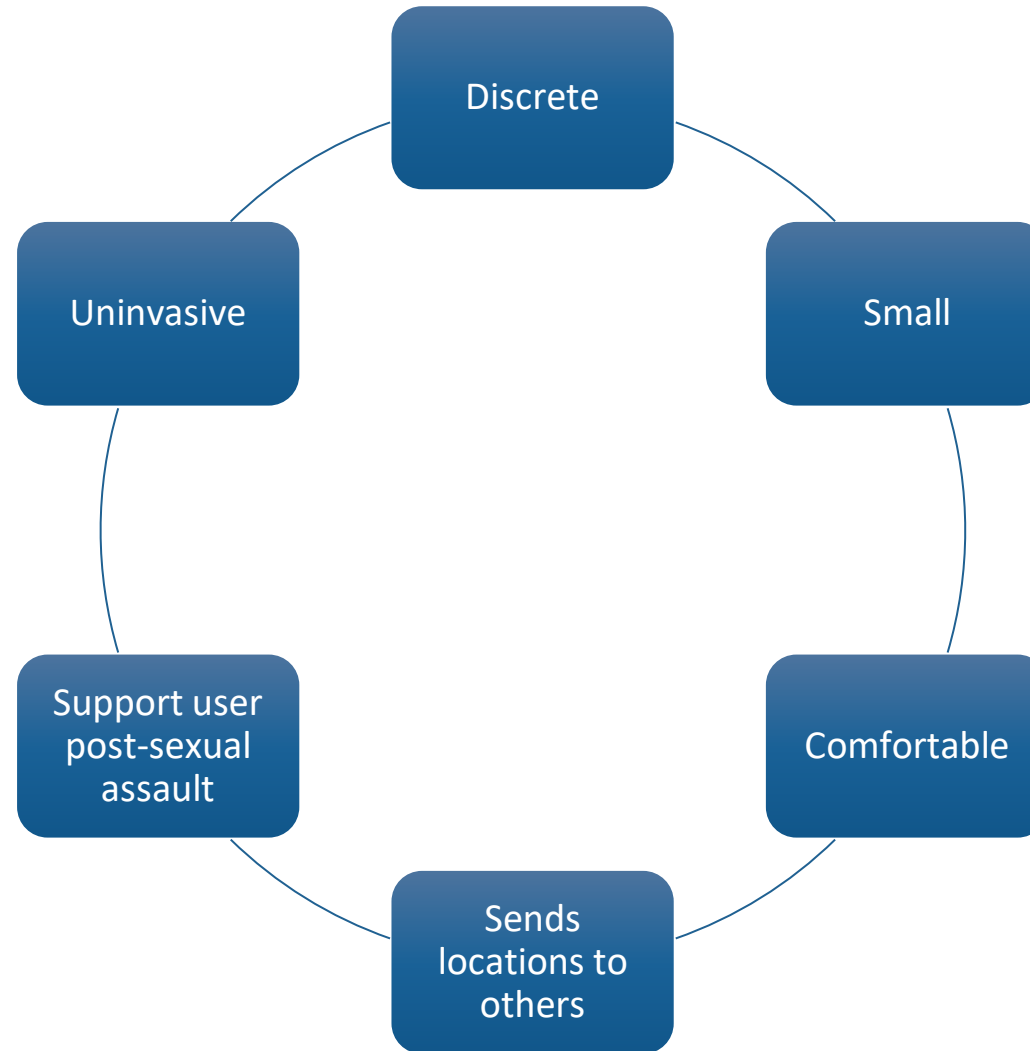 Discrete
Small
Comfortable
Sends
locations to
others
Support user
post-sexual
assault
Uninvasive